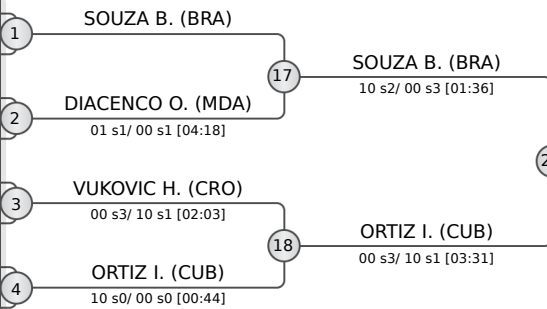 SOUZA B. (BRA)
1
17
SOUZA B. (BRA)
10 s2/ 00 s3 [01:36]
DIACENCO O. (MDA)
2
01 s1/ 00 s1 [04:18]
2
VUKOVIC H. (CRO)
3
00 s3/ 10 s1 [02:03]
18
ORTIZ I. (CUB)
00 s3/ 10 s1 [03:31]
ORTIZ I. (CUB)
4
10 s0/ 00 s0 [00:44]